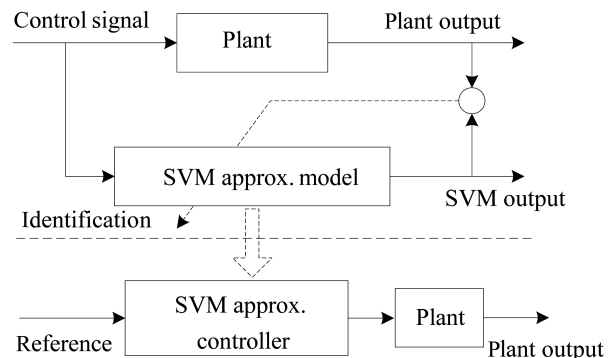 Control signal
Plant
Plant output
SVM approx. model
SVM output
Identification
SVM approx.
controller
Plant
Reference
Plant output